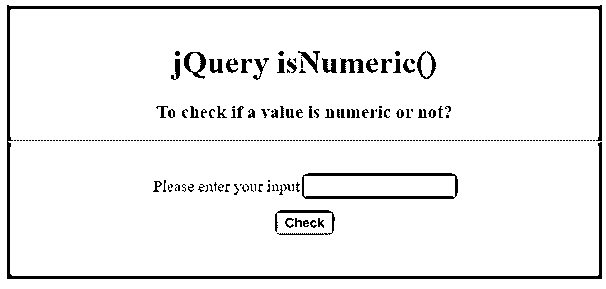 jQuery isNumeric()
To check if a value is numeric or not?
Please enter your input
Check